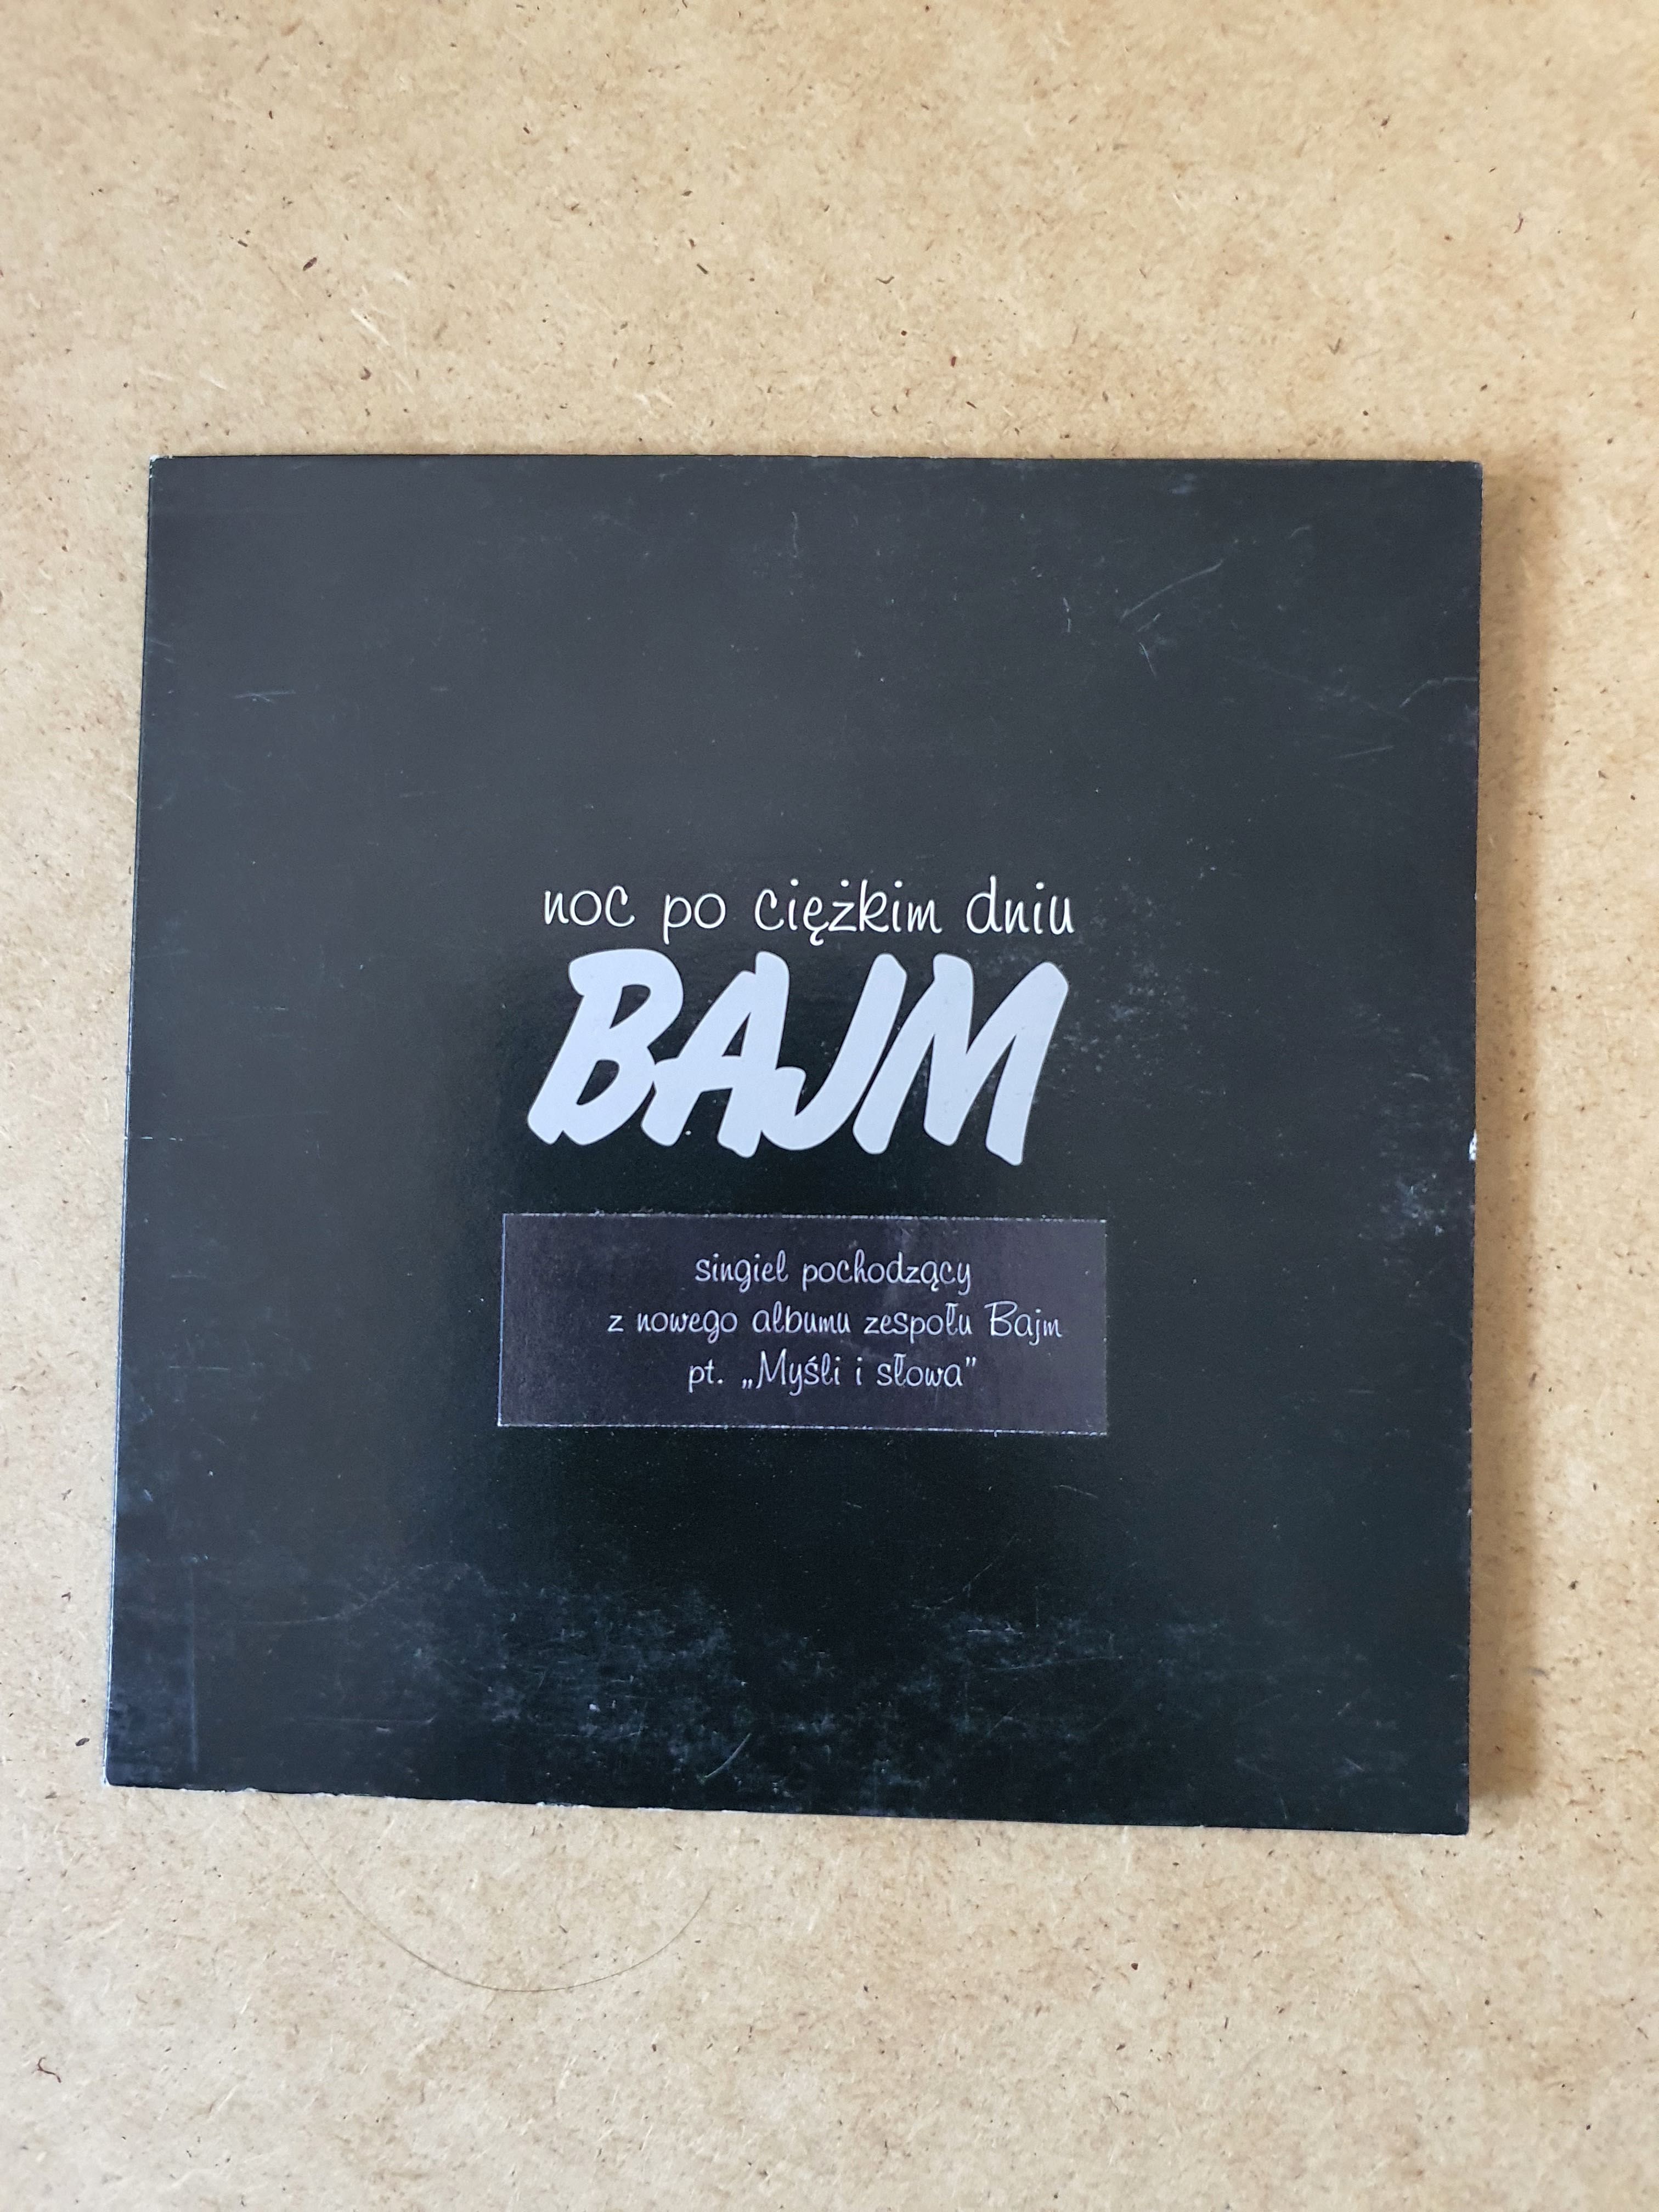 noc po ciężkim dniu
BAJM
singiel pochodzący
z nowego albumu zespołu Bajm
pt. „Myśli i słowa”